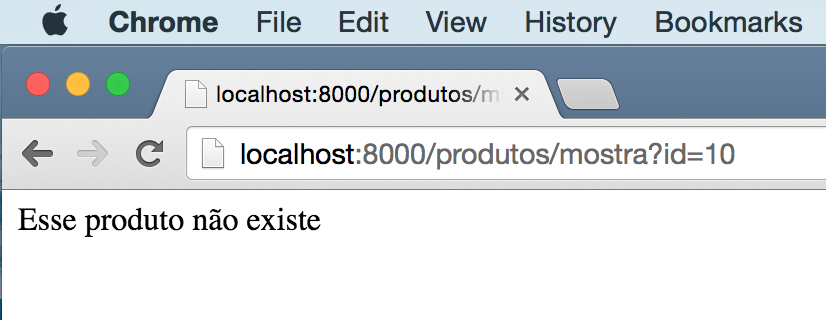 Chrome File Edit View History Bookmarks
localhost:8000/produtos/m
localhost:8000/produtos/mostra?id=10
Esse produto não existe